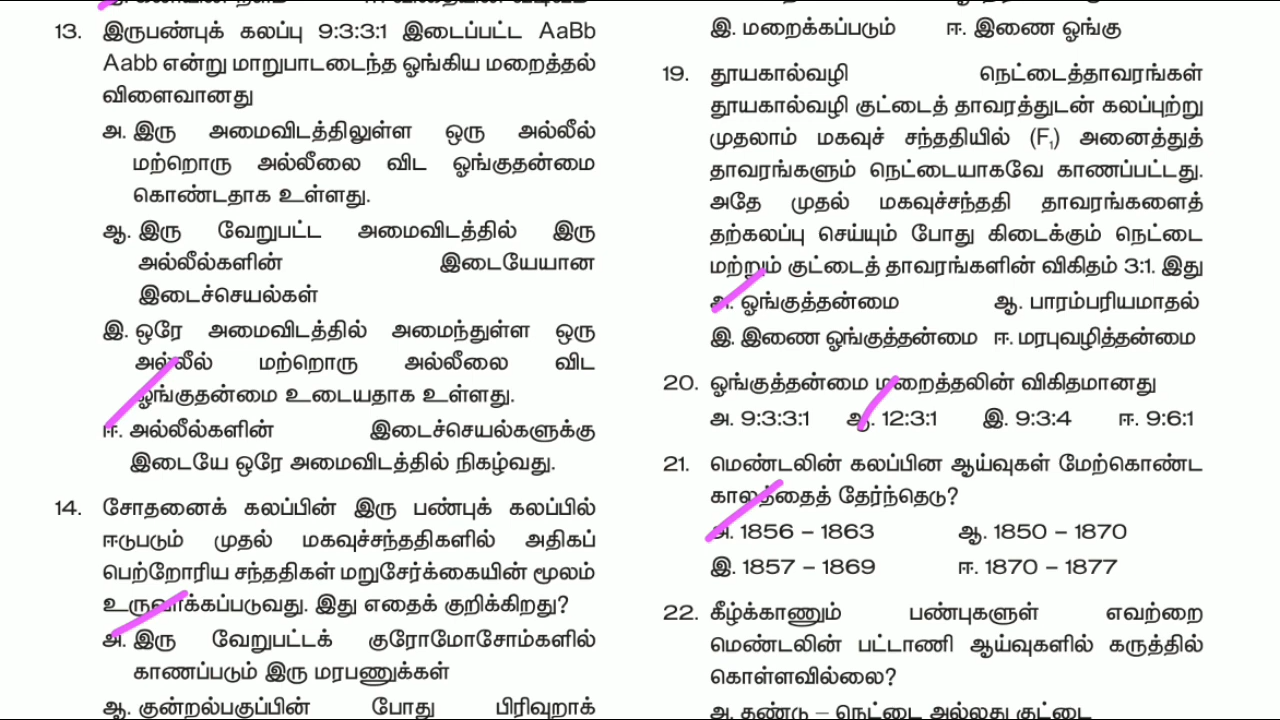 13. இருபண்புக் கலப்பு 9:3:3:1 இடைப்பட்ட AaBb
Aabb என்று மாறுபாடடைந்த ஓங்கிய மறைத்தல்
விளைவானது
அ. இரு அமைவிடத்திலுள்ள ஒரு அல்லீல்
மற்றொரு அல்லீலை விட ஓங்குதன்மை
கொண்டதாக உள்ளது.
ஆ. இரு வேறுபட்ட அமைவிடத்தில் இரு
அல்லீல்களின் இடையேயான
இடைச்செயல்கள்
இ. ஒரே அமைவிடத்தில் அமைந்துள்ள ஒரு
அல்லீல் மற்றொரு அல்லீலை விட
ஓங்குதன்மை உடையதாக உள்ளது.
ஈ. அல்லீல்களின் இடைச்செயல்களுக்கு
இடையே ஒரே அமைவிடத்தில் நிகழ்வது.
14. சோதனைக் கலப்பின் இரு பண்புக் கலப்பில்
ஈடுபடும் முதல் மகவுச்சந்ததிகளில் அதிகப்
பெற்றோரிய சந்ததிகள் மறுசேர்க்கையின் மூலம்
உருவாக்கப்படுவது. இது எதைக் குறிக்கிறது?
அ. இரு வேறுபட்டக் குரோமோசோம்களில்
காணப்படும் இரு மரபணுக்கள்
ஆ. குன்றல்பகுப்பின் போது பிரிவுறாக்
இ. மறைக்கப்படும் ஈ. இணை ஓங்கு
19. தூயகால்வழி நெட்டைத்தாவரங்கள்
தூயகால்வழி குட்டைத் தாவரத்துடன் கலப்புற்று
முதலாம் மகவுச் சந்ததியில் (F₁) அனைத்துத்
தாவரங்களும் நெட்டையாகவே காணப்பட்டது.
அதே முதல் மகவுச்சந்ததி தாவரங்களைத்
தற்கலப்பு செய்யும் போது கிடைக்கும் நெட்டை
மற்றும் குட்டைத் தாவரங்களின் விகிதம் 3:1. இது
அ. ஓங்குத்தன்மை ஆ. பாரம்பரியமாதல்
இ. இணை ஓங்குத்தன்மை ஈ. மரபுவழித்தன்மை
20. ஓங்குத்தன்மை மறைத்தலின் விகிதமானது
அ. 9:3:3:1 ஆ. 12:3:1 இ. 9:3:4 ஈ. 9:6:1
21. மெண்டலின் கலப்பின ஆய்வுகள் மேற்கொண்ட
காலத்தைத் தேர்ந்தெடு?
அ. 1856 – 1863 ஆ. 1850 – 1870
இ. 1857 – 1869 ஈ. 1870 – 1877
22. கீழ்க்காணும் பண்புகளுள் எவற்றை
மெண்டலின் பட்டாணி ஆய்வுகளில் கருத்தில்
கொள்ளவில்லை?
அ. தண்டு – நெட்டை அல்லது குட்டை